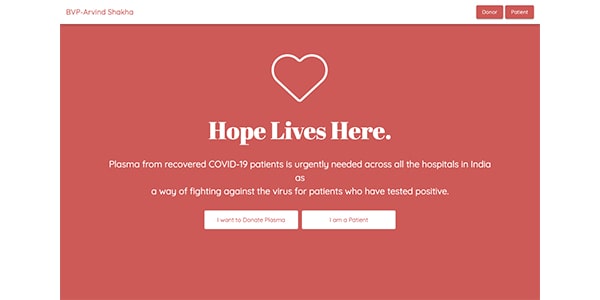 BVP-Arvind Shakha
Donor
Patient
Hope Lives Here.
Plasma from recovered COVID-19 patients is urgently needed across all the hospitals in India
as
a way of fighting against the virus for patients who have tested positive.
I want to Donate Plasma
I am a Patient